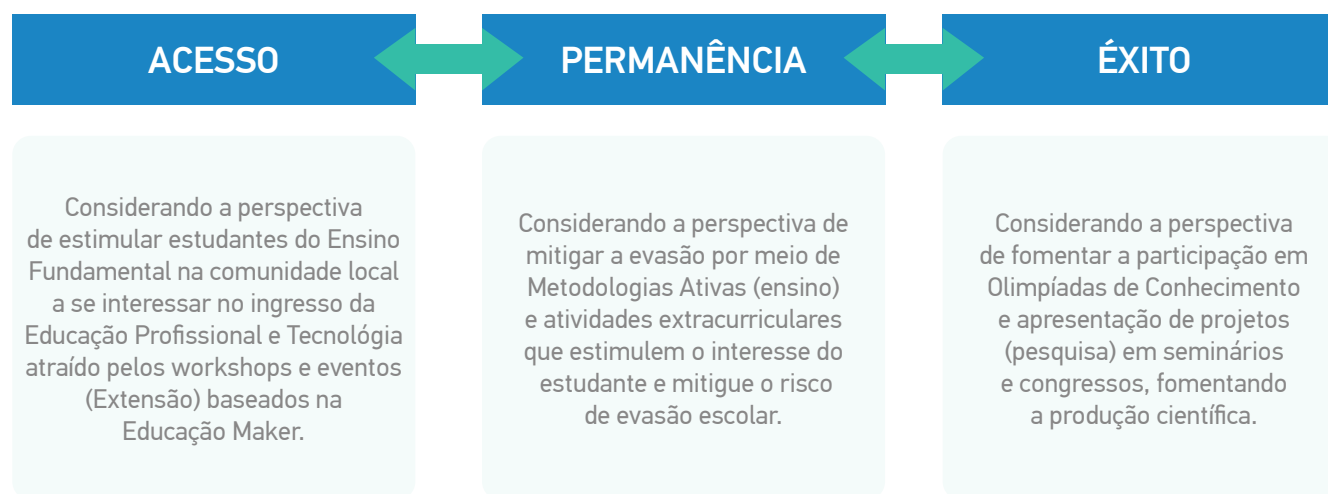 ACESSO
Considerando a perspectiva
de estimular estudantes do Ensino
Fundamental na comunidade local
a se interessar no ingresso da
Educação Profissional e Tecnológia
atraído pelos workshops e eventos
(Extensão) baseados na
Educação Maker.
PERMANÊNCIA
Considerando a perspectiva de
mitigar a evasão por meio de
Metodologias Ativas (ensino)
e atividades extracurriculares
que estimulem o interesse do
estudante e mitigue o risco
de evasão escolar.
ÉXITO
Considerando a perspectiva
de fomentar a participação em
Olimpíadas de Conhecimento
e apresentação de projetos
(pesquisa) em seminários
e congressos, fomentando
a produção científica.